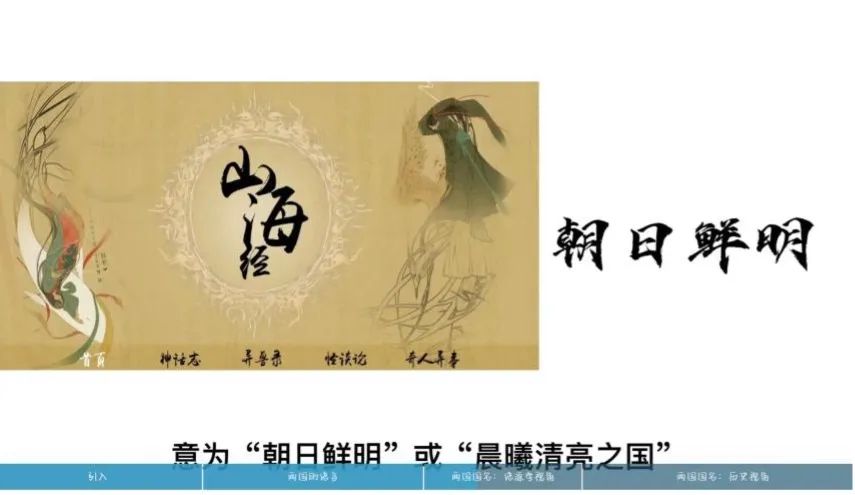 山海经
朝日鲜明
首页 神话志 异兽录 怪谈论 奇人异事
意为“朝日鲜明”或“晨曦清亮之国”
引入 两国的语言 两国国名：语源学视角 两国国名：历史视角